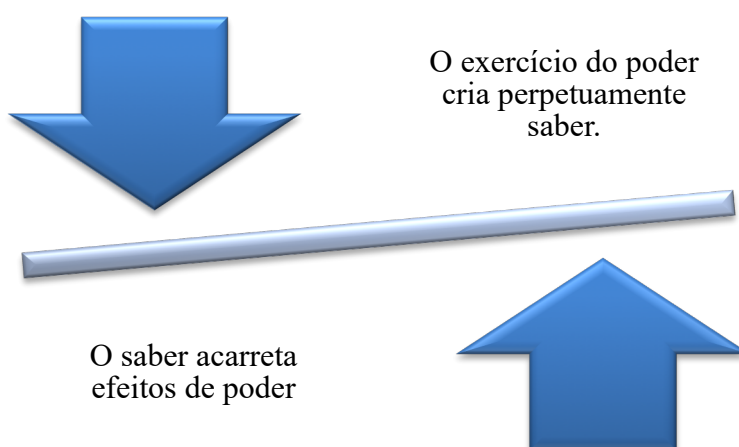 O exercício do poder
cria perpetuamente
saber.
O saber acarreta
efeitos de poder